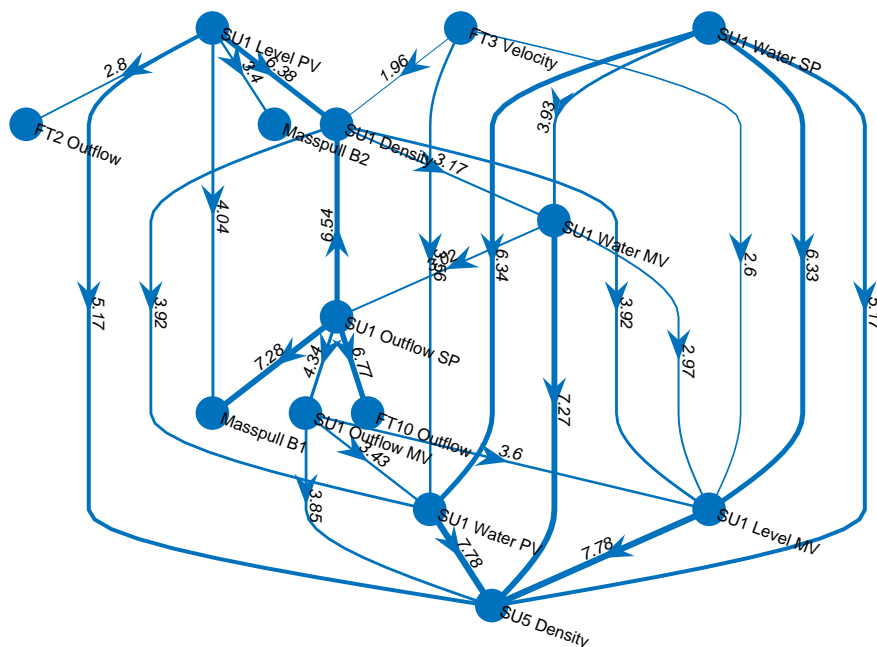 SU1 Level PV
FT3 Velocity
SU1 Water SP
2.8
3.4
6.38
1.96
3.93
FT2 Outflow
Masspull B2
SU1 Density
3.17
4.04
6.54
SU1 Water MV
3.02
3.66
6.34
2.6
6.33
5.17
3.92
3.92
5.17
SU1 Outflow SP
7.28
4.34
6.77
2.97
7.27
Masspull B1
SU1 Outflow MV
FT10 Outflow
3.43
3.6
3.85
SU1 Water PV
SU1 Level MV
7.78
7.78
SU5 Density